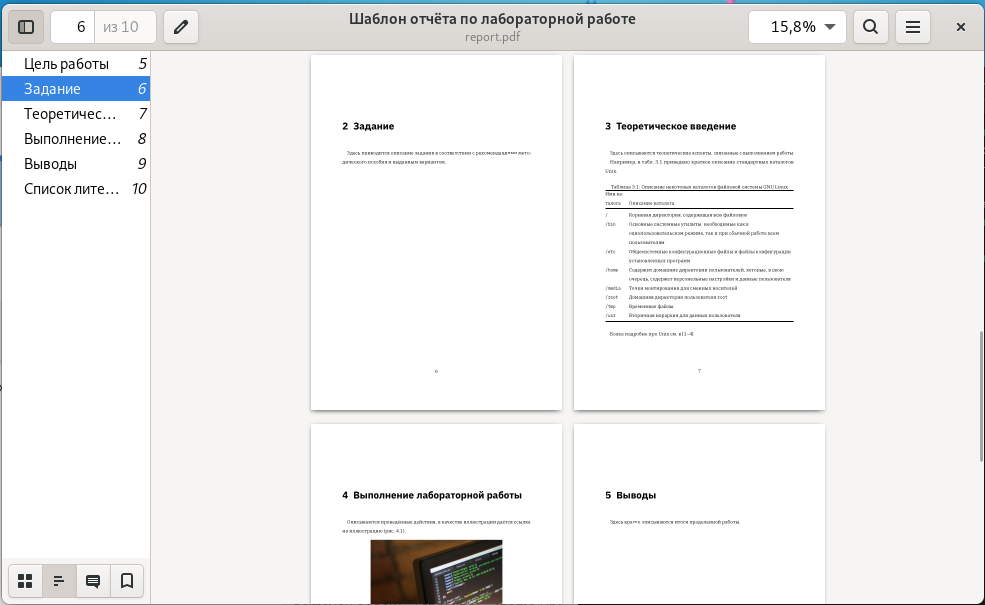 Шаблон отчёта по лабораторной работе
report.pdf
6 из 10
15,8%
Цель работы 5
Задание 6
Теоретичес… 7
Выполнение… 8
Выводы 9
Список лите… 10
2 Задание
Здесь приводится описание задания в соответствии с рекомендациями мето-
дического пособия и выданным вариантом.
6
3 Теоретическое введение
Здесь описываются теоретические аспекты, связанные с выполнением работы.
Например, в табл. 3.1 приведено краткое описание стандартных каталогов
Unix.
Таблица 3.1: Описание некоторых каталогов файловой системы GNU Linux
Имя ка-
талога Описание каталога
/ Корневая директория, содержащая всю файловую
/bin Основные системные утилиты, необходимые как в
однопользовательском режиме, так и при обычной работе всем
пользователям
/etc Общесистемные конфигурационные файлы и файлы конфигурации
установленных программ
/home Содержит домашние директории пользователей, которые, в свою
очередь, содержат персональные настройки и данные пользователя
/media Точки монтирования для сменных носителей
/root Домашняя директория пользователя root
/tmp Временные файлы
/usr Вторичная иерархия для данных пользователя
Более подробно про Unix см. в [1–4]
7
4 Выполнение лабораторной работы
Описываются проведённые действия, в качестве иллюстрации даётся ссылка
на иллюстрацию (рис. 4.1).
5 Выводы
Здесь кратко описываются итоги проделанной работы.